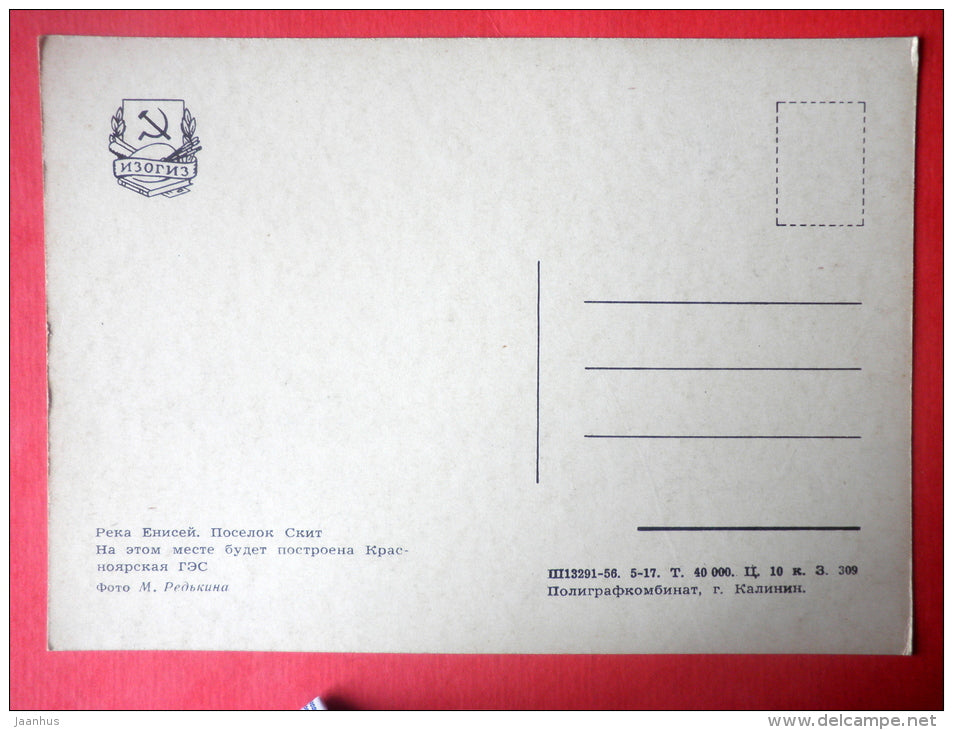 ИЗОГИЗ
Река Енисей. Поселок Скит
На этом месте будет построена Крас-
ноярская ГЭС
Фото М. Редькина
Ш13291-56. 5-17. Т. 40 000. Ц. 10 к. З. 309
Полиграфкомбинат, г. Калинин.
Jaanhus
www.delcampe.net